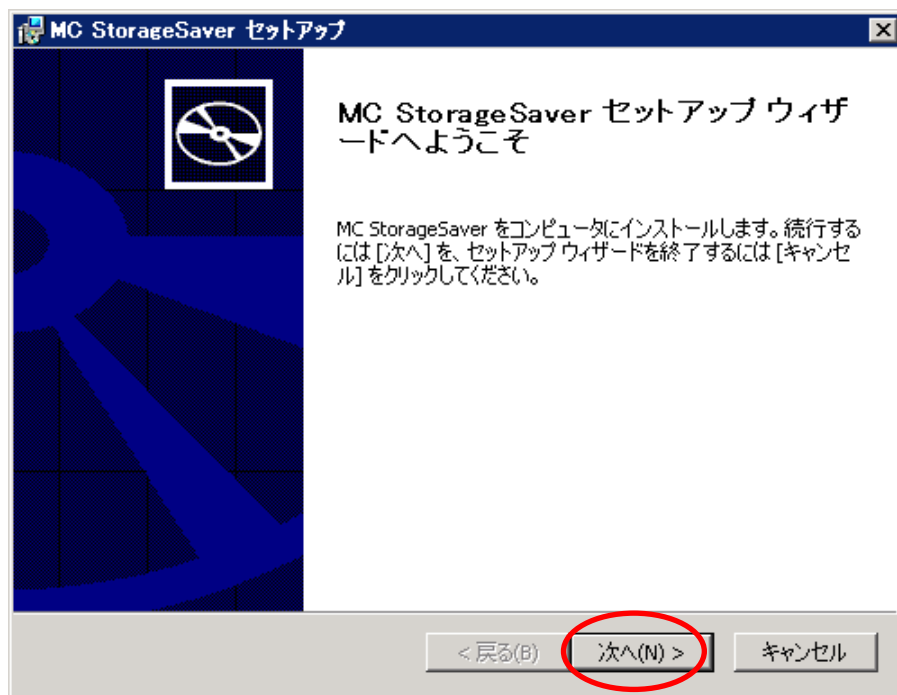 MC StorageSaver セットアップ
MC StorageSaver セットアップ ウィザ
ードへようこそ
MC StorageSaver をコンピュータにインストールします。続行する
には [次へ] を、セットアップ ウィザードを終了するには [キャンセ
ル] をクリックしてください。
< 戻る(B)
次へ(N) >
キャンセル